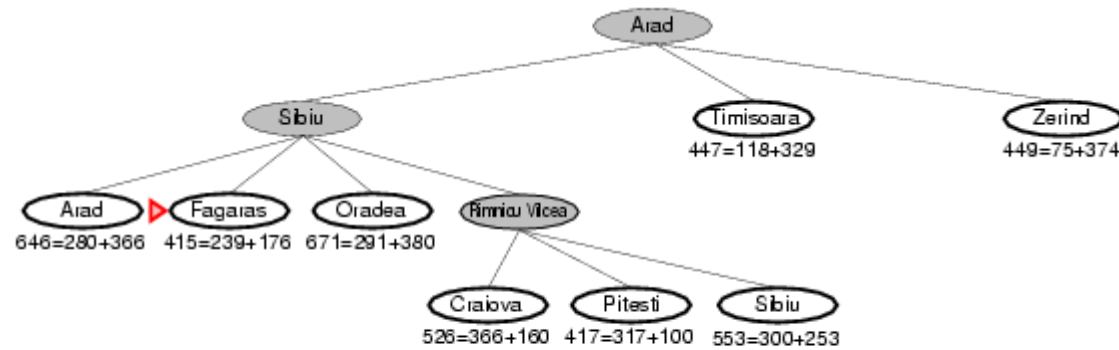 Arad
Sibiu
Timisoara
Zerind
447=118+329
449=75+374
Arad
Fagaras
Oradea
Rimnicu Vilcea
646=280+366
415=239+176
671=291+380
Craiova
Pitesti
Sibiu
526=366+160
417=317+100
553=300+253